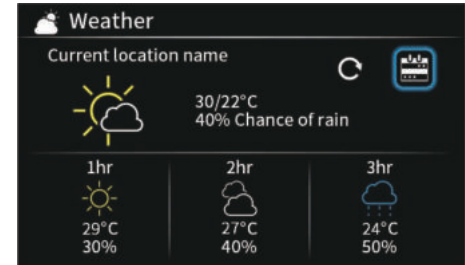 Weather
Current location name
30/22°C
40% Chance of rain
1hr 2hr 3hr
29°C 27°C 24°C
30% 40% 50%